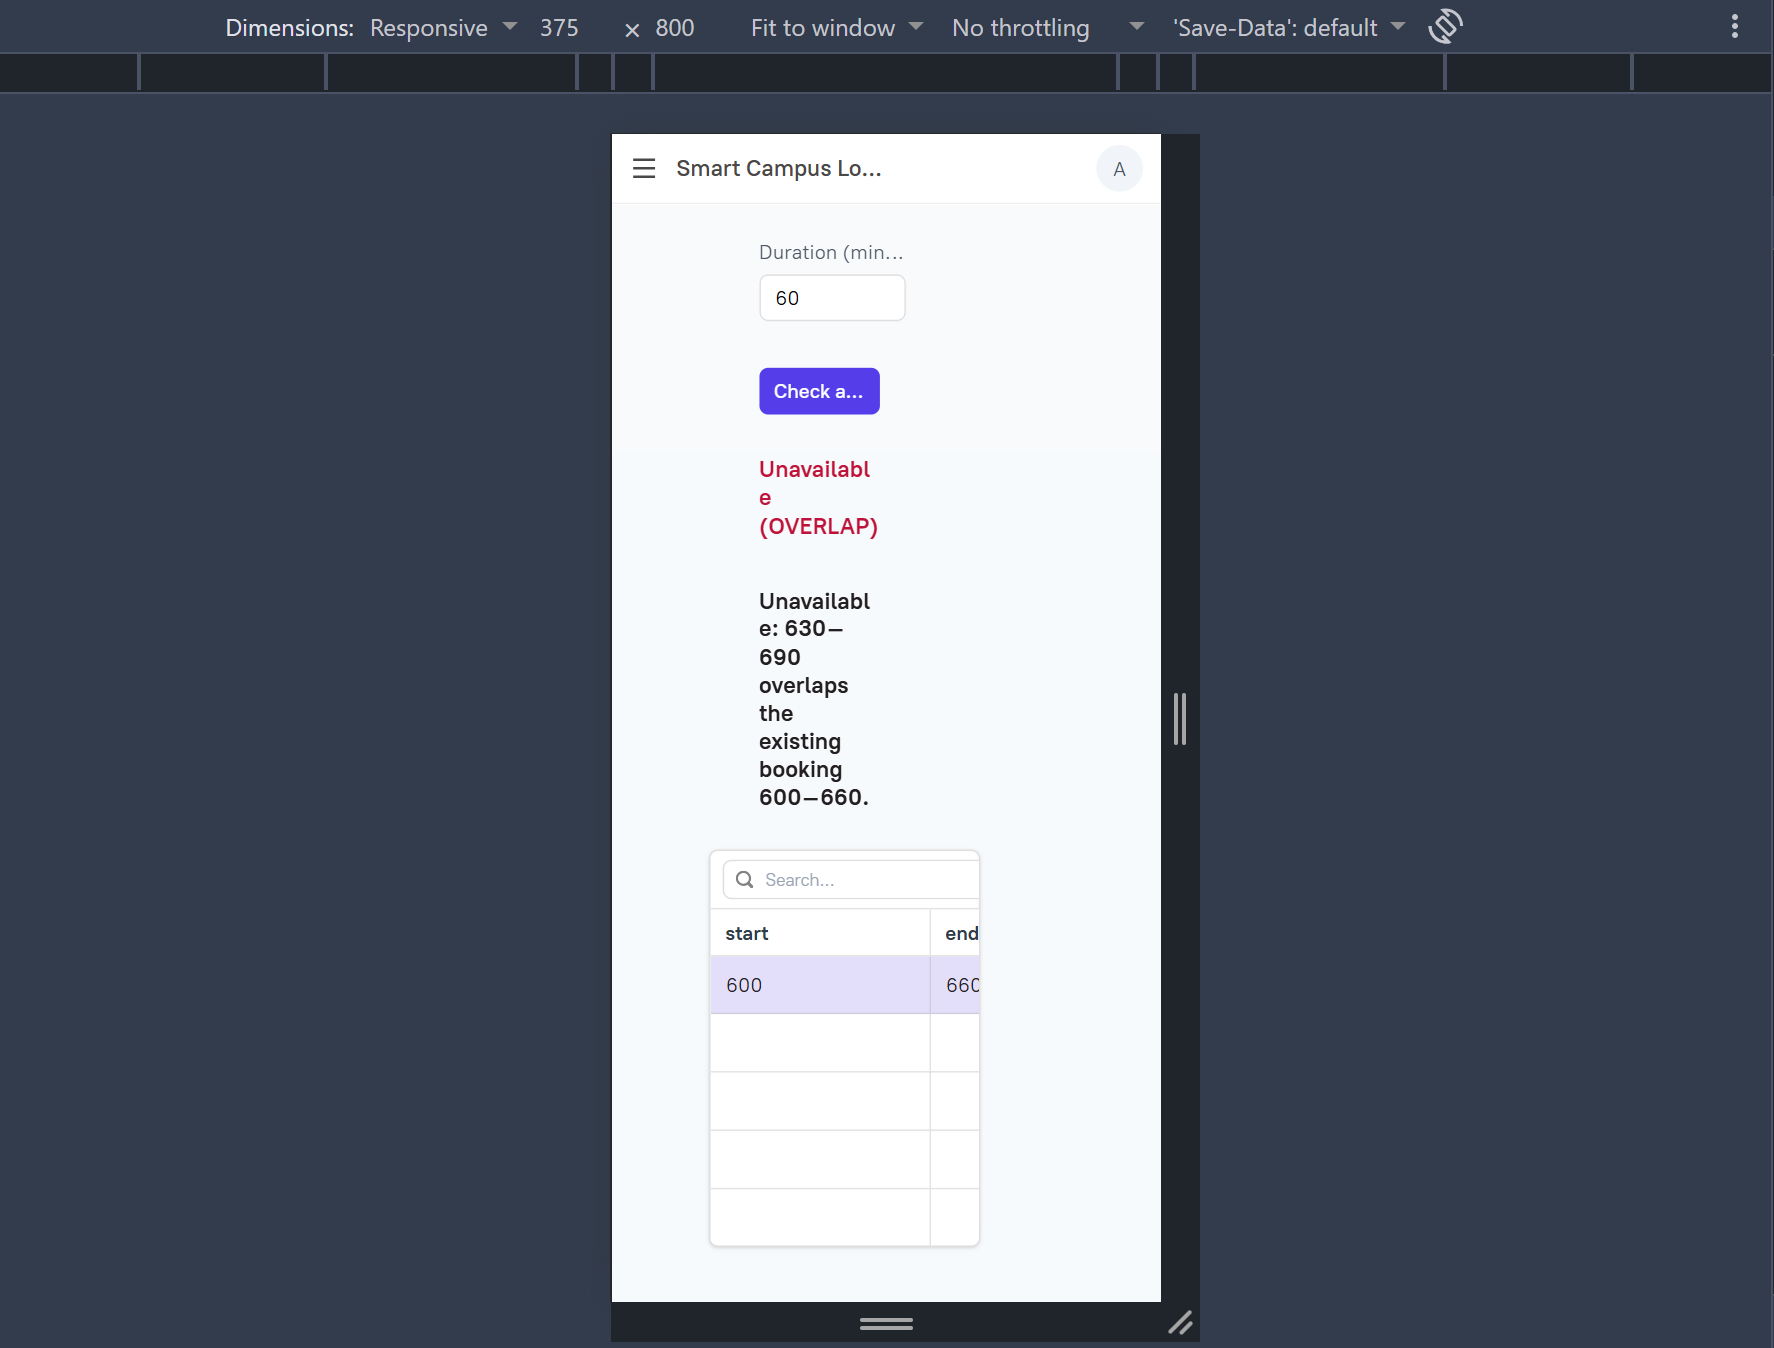 Dimensions: Responsive 375 × 800 Fit to window No throttling 'Save-Data': default
Smart Campus Lo... A
Duration (min...
60
Check a...
Unavailabl
e
(OVERLAP)
Unavailabl
e: 630–
690
overlaps
the
existing
booking
600–660.
Search...
start end
600 660